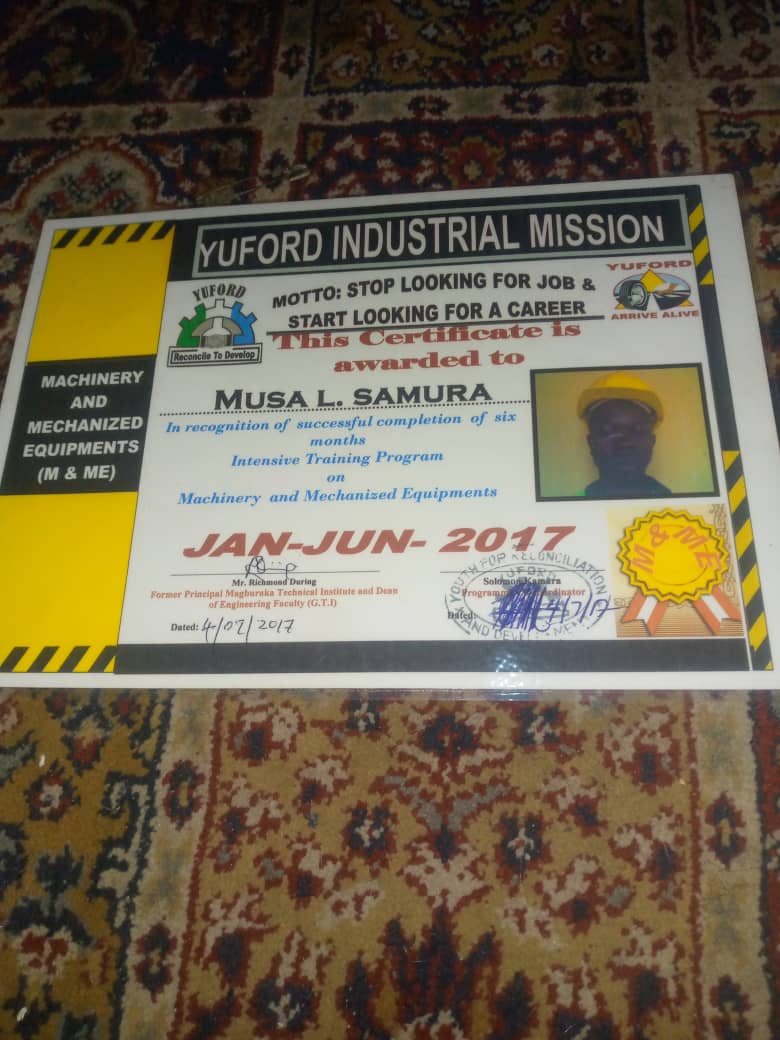 YUFORD INDUSTRIAL MISSION
YUFORD
Reconcile To Develop
MOTTO: STOP LOOKING FOR JOB &
START LOOKING FOR A CAREER
YUFORD
ARRIVE ALIVE
This Certificate is
awarded to
MACHINERY
AND
MECHANIZED
EQUIPMENTS
(M & ME)
MUSA L. SAMURA
In recognition of successful completion of six
months
Intensive Training Program
on
Machinery and Mechanized Equipments
JAN-JUN- 2017
M & ME
Mr. Richmond During
Former Principal Magburaka Technical Institute and Dean
of Engineering Faculty (G.T.I)
Dated: 4/07/2017
Solomon Kamara
Programme Coordinator
Dated: 4/7/17
YOUTH FOR RECONCILIATION
YUFORD
AND DEVELOPMENT